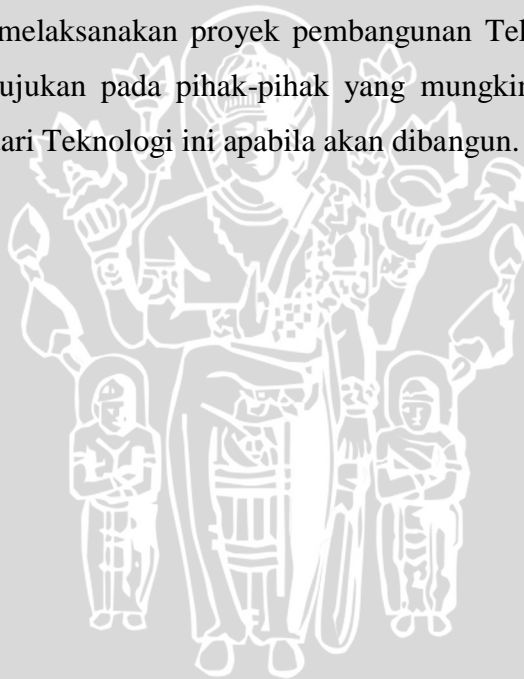 melaksanakan proyek pembangunan Tek
ujukan pada pihak-pihak yang mungkin
ari Teknologi ini apabila akan dibangun.